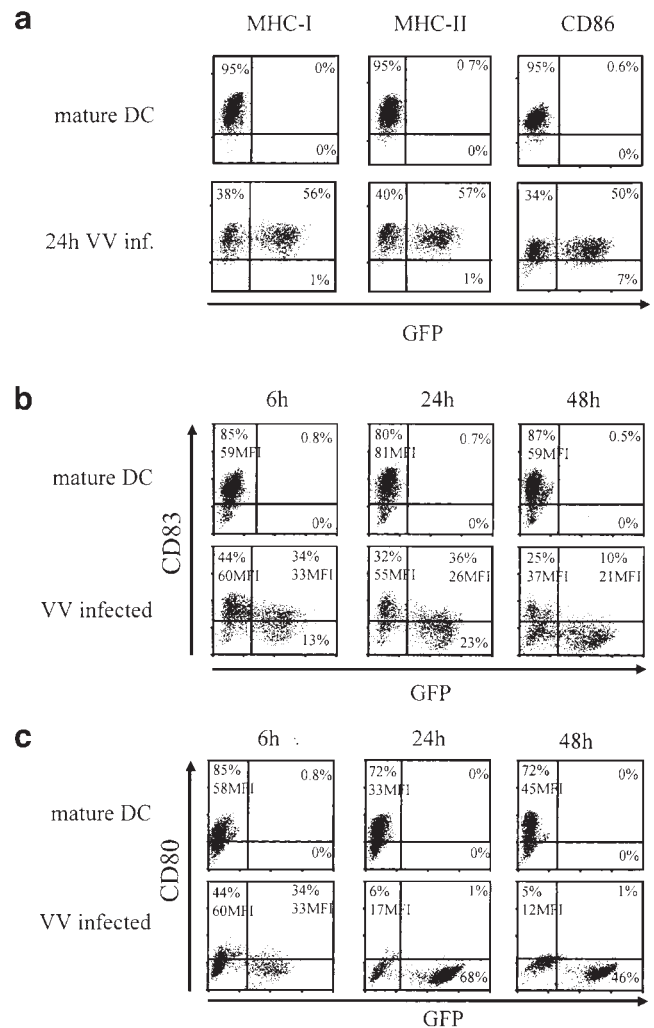 a
MHC-I MHC-II CD86
mature DC
95% 0% 95% 0 7% 95% 0.6%
0% 0% 0%
24h VV inf.
38% 56% 40% 57% 34% 50%
1% 1% 7%
GFP
b
6h 24h 48h
CD83
mature DC
85% 0.8% 80% 0.7% 87% 0.5%
59MFI 81MFI 59MFI
0% 0% 0%
VV infected
44% 34% 32% 36% 25% 10%
60MFI 33MFI 55MFI 26MFI 37MFI 21MFI
13% 23%
GFP
c
6h 24h 48h
CD80
mature DC
85% 0.8% 72% 0% 72% 0%
58MFI 33MFI 45MFI
0% 0% 0%
VV infected
44% 34% 6% 1% 5% 1%
60MFI 33MFI 17MFI 12MFI
68% 46%
GFP